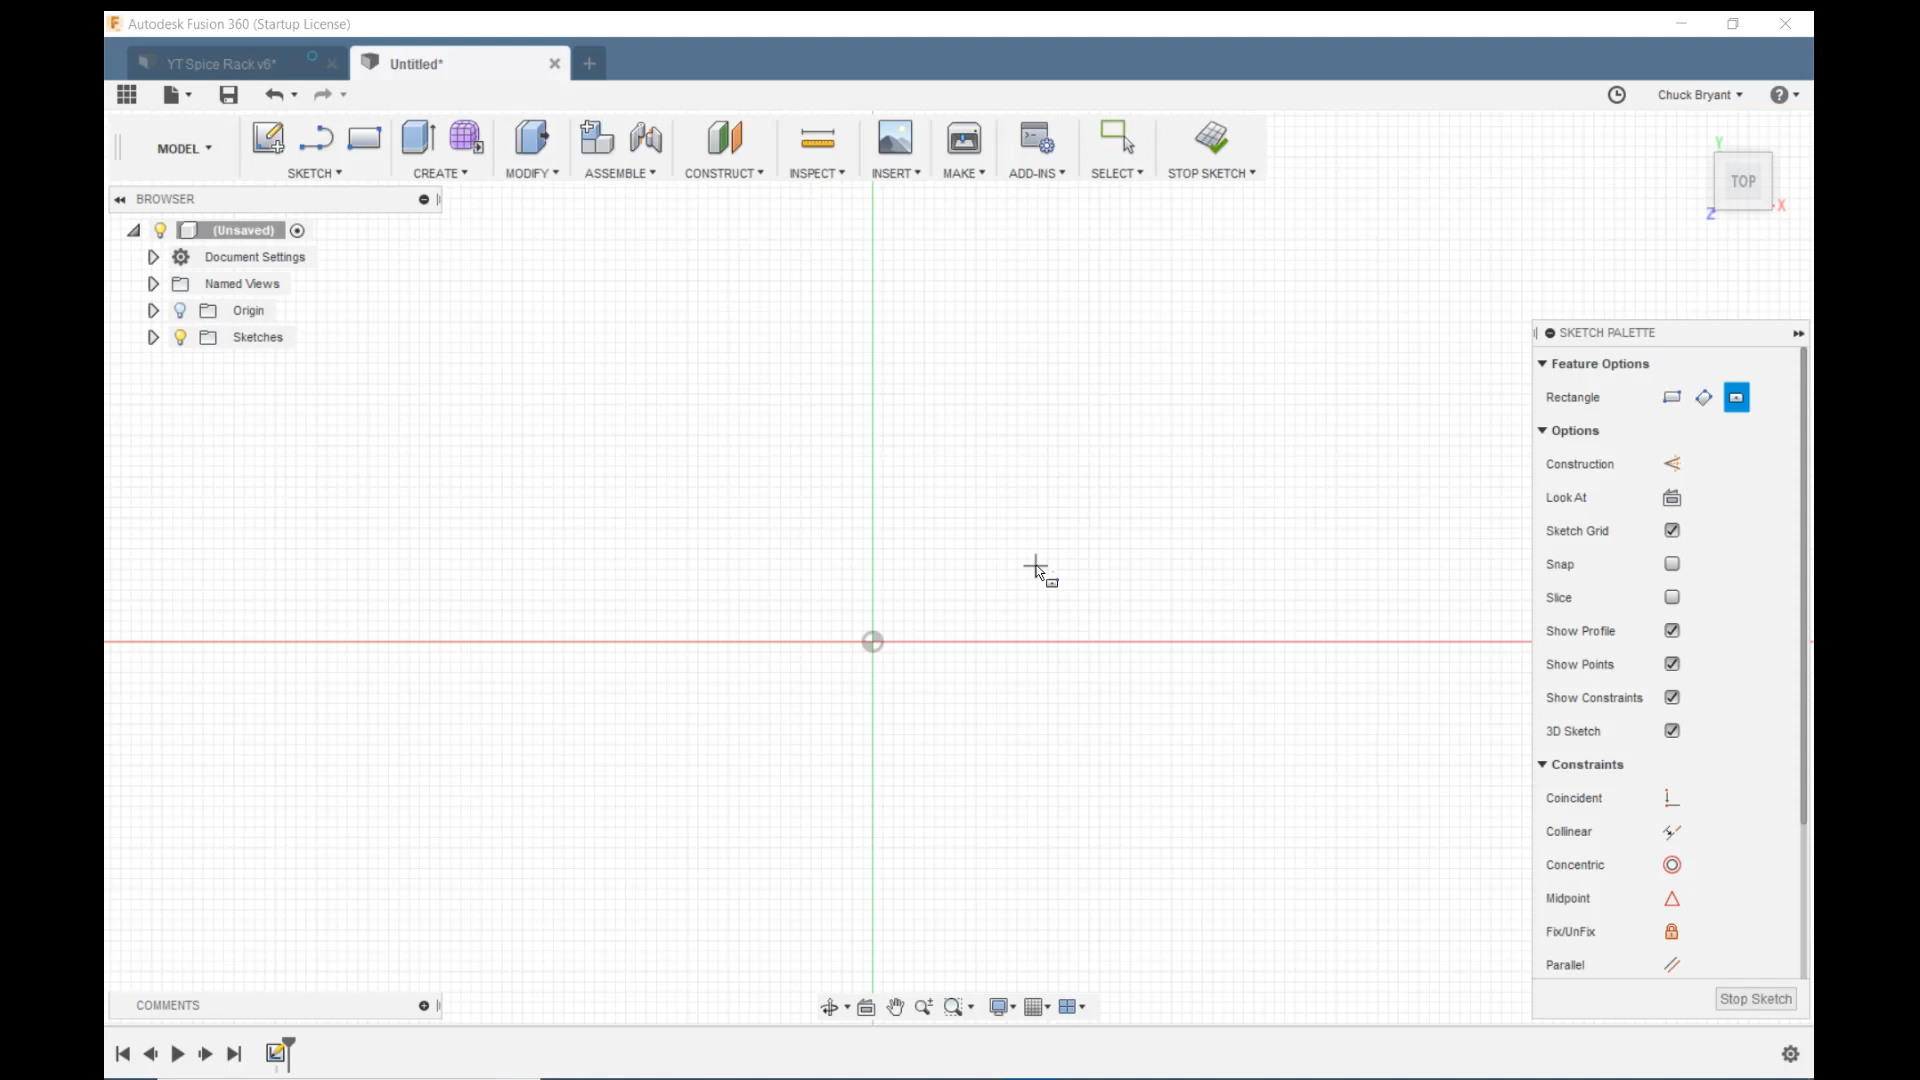 Autodesk Fusion 360 (Startup License)
YT Spice Rack v6*
Untitled*
Chuck Bryant
MODEL
SKETCH
CREATE
MODIFY
ASSEMBLE
CONSTRUCT
INSPECT
INSERT
MAKE
ADD-INS
SELECT
STOP SKETCH
Y
TOP
X
Z
BROWSER
(Unsaved)
Document Settings
Named Views
Origin
Sketches
SKETCH PALETTE
Feature Options
Rectangle
Options
Construction
Look At
Sketch Grid
Snap
Slice
Show Profile
Show Points
Show Constraints
3D Sketch
Constraints
Coincident
Collinear
Concentric
Midpoint
Fix/UnFix
Parallel
Stop Sketch
COMMENTS